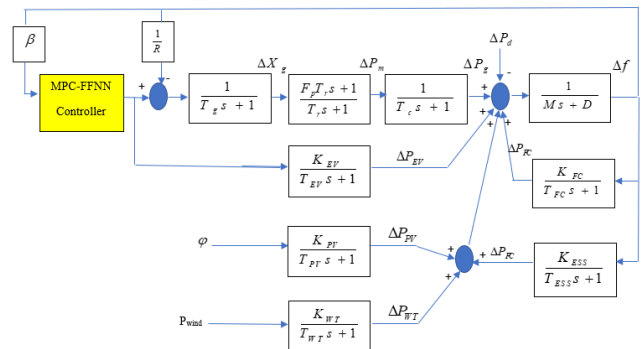 β
1
R
ΔP_d
ΔX_g
ΔP_m
ΔP_g
Δf
MPC-FFNN
Controller
+
-
1
T_g s + 1
F_p T_r s + 1
T_r s + 1
1
T_c s + 1
+
-
+
+
+
1
M s + D
K_EV
T_EV s + 1
ΔP_EV
ΔP_FC
K_FC
T_FC s + 1
φ
K_PV
T_PV s + 1
ΔP_PV
+
+
+
+
ΔP_FC
K_ESS
T_ESS s + 1
P_wind
K_WT
T_WT s + 1
ΔP_WT